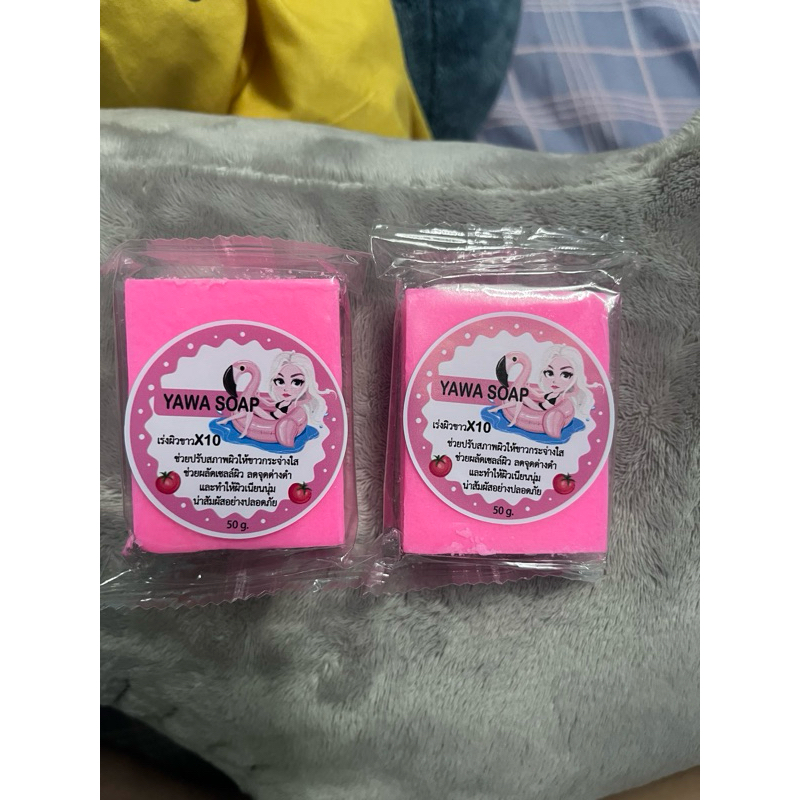 YAWA SOAP
เร่งผิวขาวX10
ช่วยปรับสภาพผิวให้ขาวกระจ่างใส
ช่วยผลัดเซลล์ผิว ลดจุดด่างดำ
และทำให้ผิวเนียนนุ่ม
น่าสัมผัสอย่างปลอดภัย
50 g.
YAWA SOAP
เร่งผิวขาวX10
ช่วยปรับสภาพผิวให้ขาวกระจ่างใส
ช่วยผลัดเซลล์ผิว ลดจุดด่างดำ
และทำให้ผิวเนียนนุ่ม
น่าสัมผัสอย่างปลอดภัย
50 g.